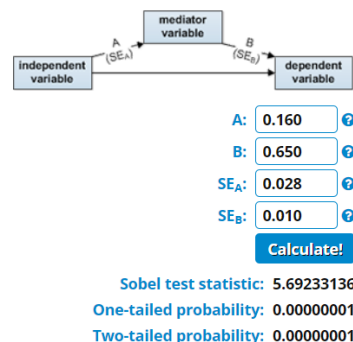 mediator
variable
A
(SEA)
B
(SEB)
independent
variable
dependent
variable
A: 0.160 ?
B: 0.650 ?
SEA: 0.028 ?
SEB: 0.010 ?
Calculate!
Sobel test statistic: 5.69233136
One-tailed probability: 0.00000001
Two-tailed probability: 0.00000001